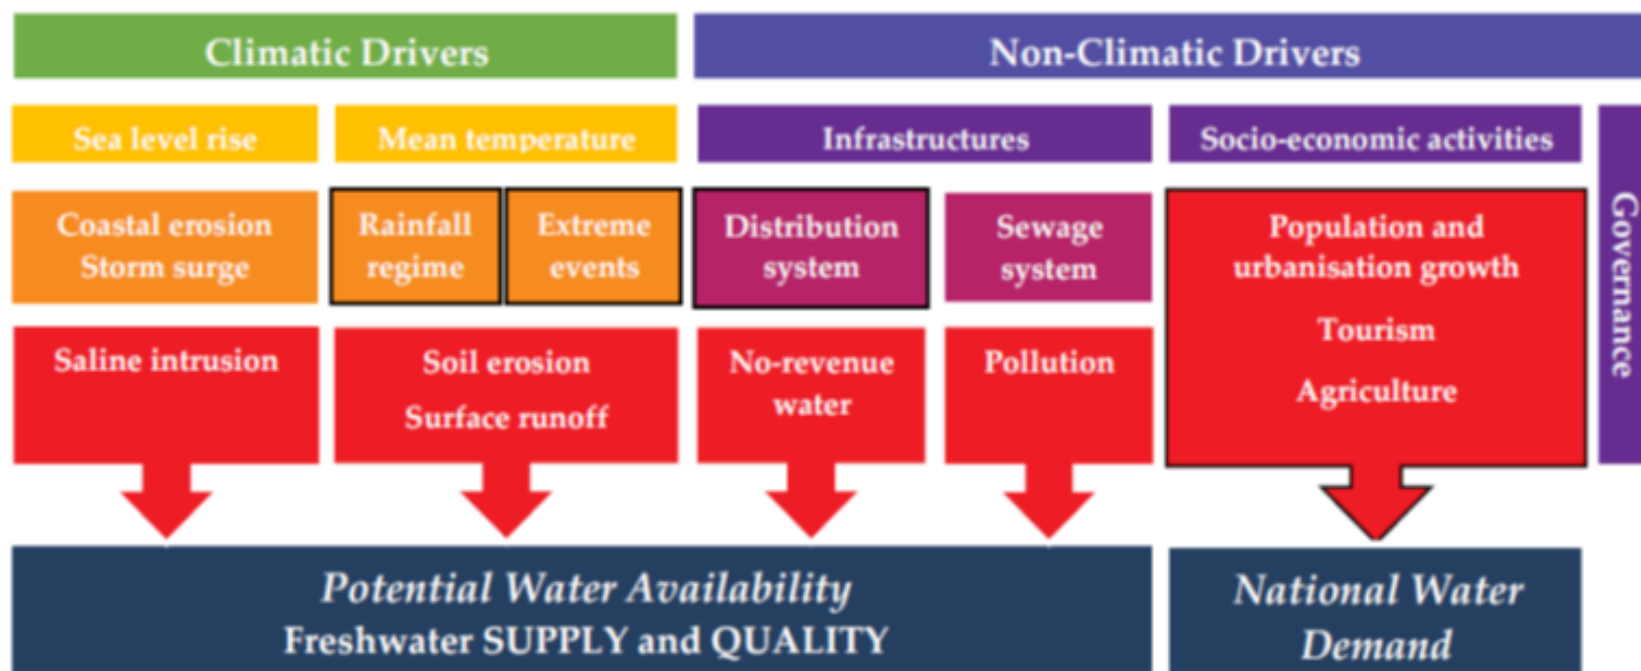 Climatic Drivers
Non-Climatic Drivers
Sea level rise
Mean temperature
Infrastructures
Socio-economic activities
Governance
Coastal erosion
Storm surge
Rainfall
regime
Extreme
events
Distribution
system
Sewage
system
Population and
urbanisation growth
Tourism
Agriculture
Saline intrusion
Soil erosion
Surface runoff
No-revenue
water
Pollution
Potential Water Availability
Freshwater SUPPLY and QUALITY
National Water
Demand